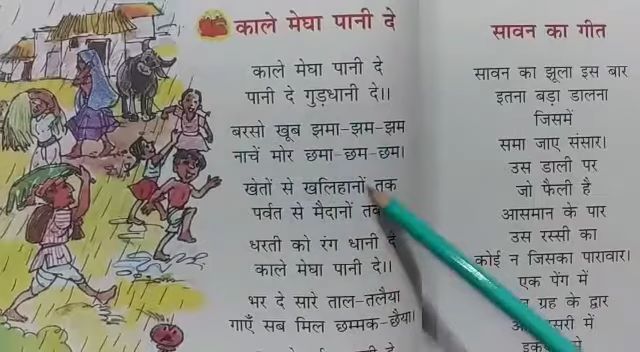 काले मेघा पानी दे
काले मेघा पानी दे
पानी दे गुड़धानी दे।।
बरसो खूब झमा-झम-झम
नाचें मोर छमा-छम-छम।
खेतों से खलिहानों तक
पर्वत से मैदानों तक
धरती को रंग धानी दे
काले मेघा पानी दे।।
भर दे सारे ताल-तलैया
गाएँ सब मिल छम्मक-छैया।
सावन का गीत
सावन का झूला इस बार
इतना बड़ा डालना
जिसमें
समा जाए संसार।
उस डाली पर
जो फैली है
आसमान के पार
उस रस्सी का
कोई न जिसका पारावार।
एक पेंग में
ग्रह के द्वार
में